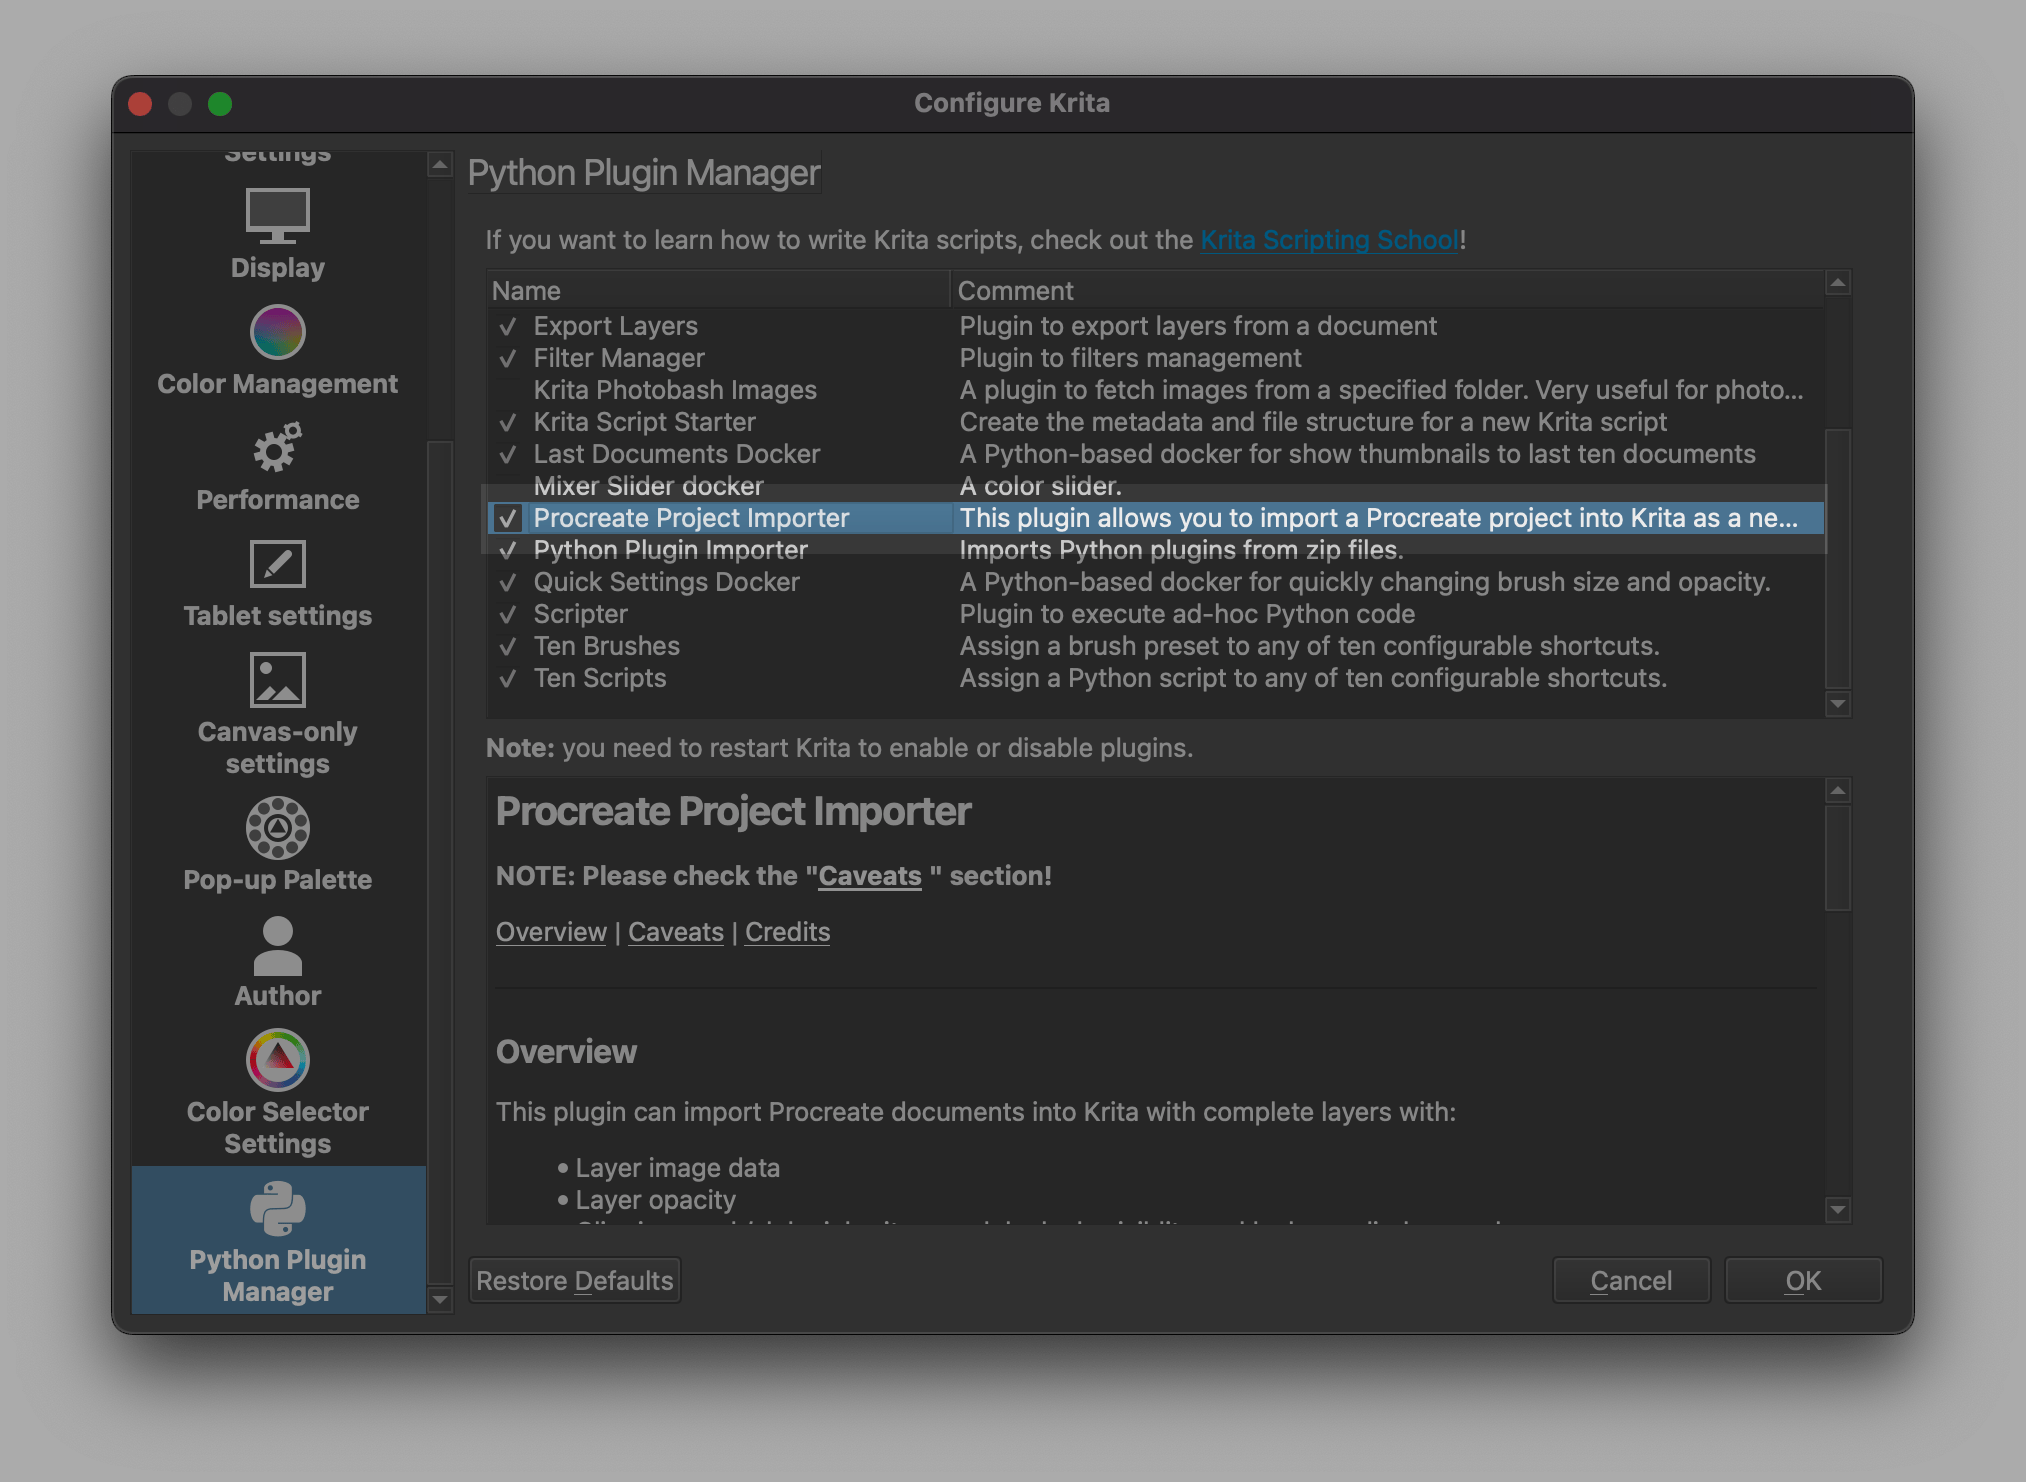 Configure Krita
Settings
Display
Color Management
Performance
Tablet settings
Canvas-only
settings
Pop-up Palette
Author
Color Selector
Settings
Python Plugin
Manager
Python Plugin Manager
If you want to learn how to write Krita scripts, check out the Krita Scripting School!
Name Comment
Export Layers Plugin to export layers from a document
Filter Manager Plugin to filters management
Krita Photobash Images A plugin to fetch images from a specified folder. Very useful for photo...
Krita Script Starter Create the metadata and file structure for a new Krita script
Last Documents Docker A Python-based docker for show thumbnails to last ten documents
Mixer Slider docker A color slider.
Procreate Project Importer This plugin allows you to import a Procreate project into Krita as a ne...
Python Plugin Importer Imports Python plugins from zip files.
Quick Settings Docker A Python-based docker for quickly changing brush size and opacity.
Scripter Plugin to execute ad-hoc Python code
Ten Brushes Assign a brush preset to any of ten configurable shortcuts.
Ten Scripts Assign a Python script to any of ten configurable shortcuts.
Note: you need to restart Krita to enable or disable plugins.
Procreate Project Importer
NOTE: Please check the "Caveats " section!
Overview | Caveats | Credits
Overview
This plugin can import Procreate documents into Krita with complete layers with:
• Layer image data
• Layer opacity
Restore Defaults
Cancel
OK